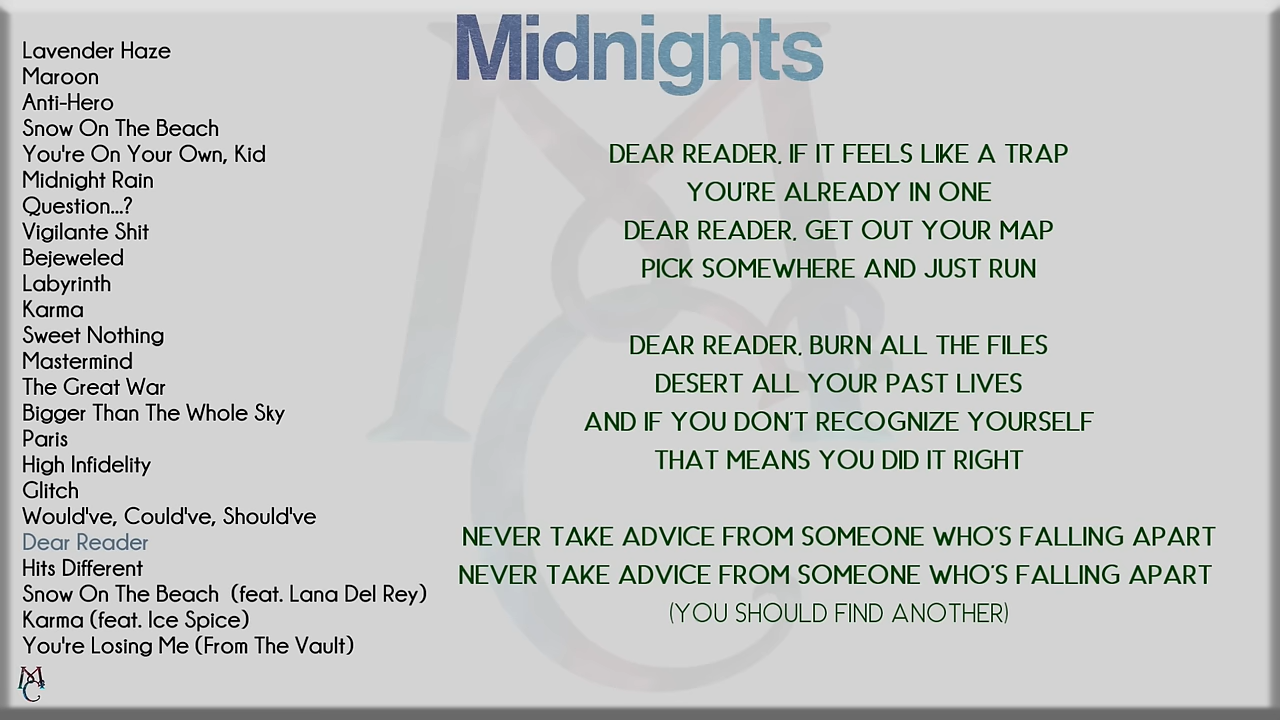 Midnights
Lavender Haze
Maroon
Anti-Hero
Snow On The Beach
You're On Your Own, Kid
Midnight Rain
Question...?
Vigilante Shit
Bejeweled
Labyrinth
Karma
Sweet Nothing
Mastermind
The Great War
Bigger Than The Whole Sky
Paris
High Infidelity
Glitch
Would've, Could've, Should've
Dear Reader
Hits Different
Snow On The Beach (feat. Lana Del Rey)
Karma (feat. Ice Spice)
You're Losing Me (From The Vault)
DEAR READER, IF IT FEELS LIKE A TRAP
YOU'RE ALREADY IN ONE
DEAR READER, GET OUT YOUR MAP
PICK SOMEWHERE AND JUST RUN
DEAR READER, BURN ALL THE FILES
DESERT ALL YOUR PAST LIVES
AND IF YOU DON'T RECOGNIZE YOURSELF
THAT MEANS YOU DID IT RIGHT
NEVER TAKE ADVICE FROM SOMEONE WHO'S FALLING APART
NEVER TAKE ADVICE FROM SOMEONE WHO'S FALLING APART
(YOU SHOULD FIND ANOTHER)